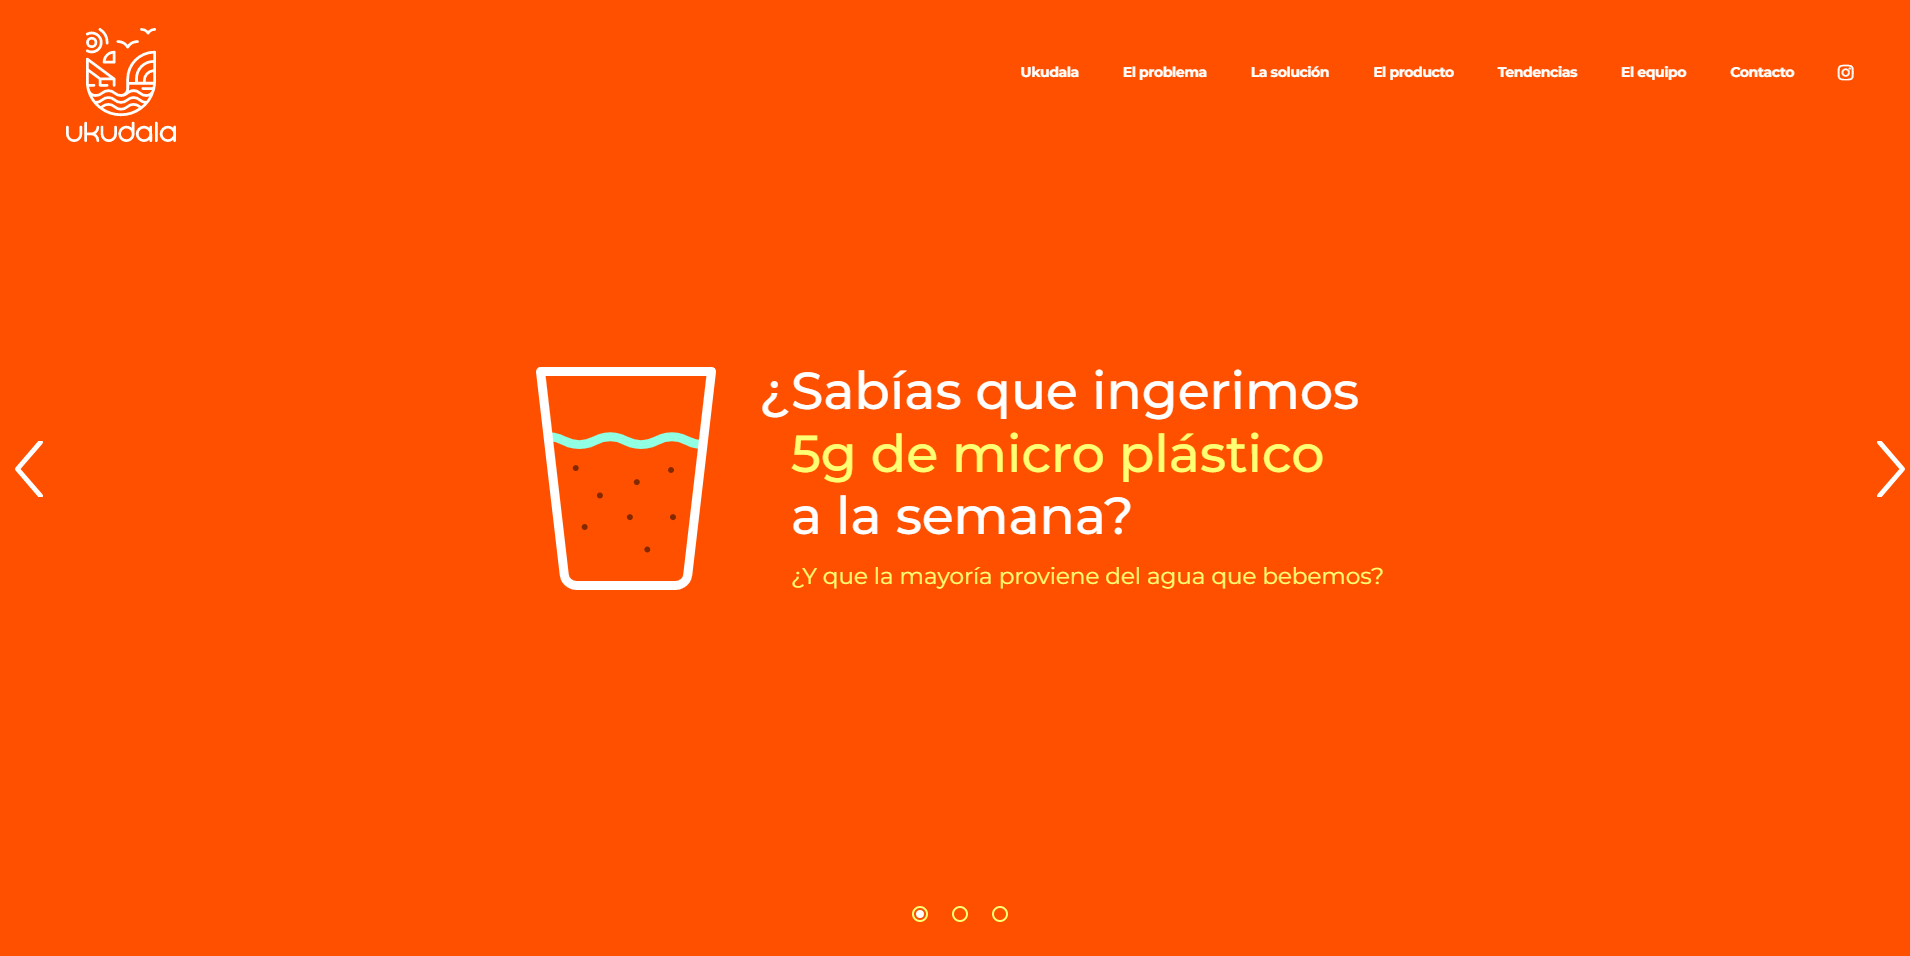 ukudala
Ukudala El problema La solución El producto Tendencias El equipo Contacto
¿Sabías que ingerimos
5g de micro plástico
a la semana?
¿Y que la mayoría proviene del agua que bebemos?